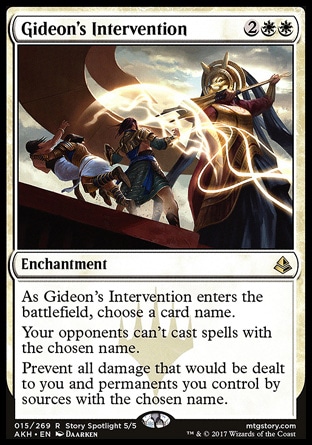 Gideon's Intervention 2
Enchantment
As Gideon's Intervention enters the
battlefield, choose a card name.
Your opponents can't cast spells with
the chosen name.
Prevent all damage that would be dealt
to you and permanents you control by
sources with the chosen name.
015/269 R Story Spotlight 5/5 mtgstory.com
AKH • EN Daarken ™ & © 2017 Wizards of the Coast